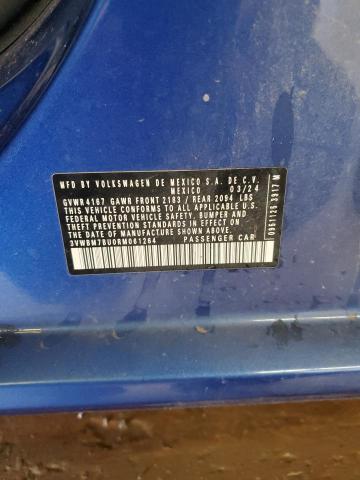 MFD BY VOLKSWAGEN DE MEXICO S.A. DE C.V.
MEXICO 03/24
GVWR 4167 GAWR FRONT 2183 / REAR 2094 LBS
THIS VEHICLE CONFORMS TO ALL APPLICABLE U.S.
FEDERAL MOTOR VEHICLE SAFETY, BUMPER AND
THEFT PREVENTION STANDARDS IN EFFECT
ON THE DATE OF MANUFACTURE SHOWN ABOVE.
3VWBM7BU0RM061264 PASSENGER CAR
0951126 3917 M